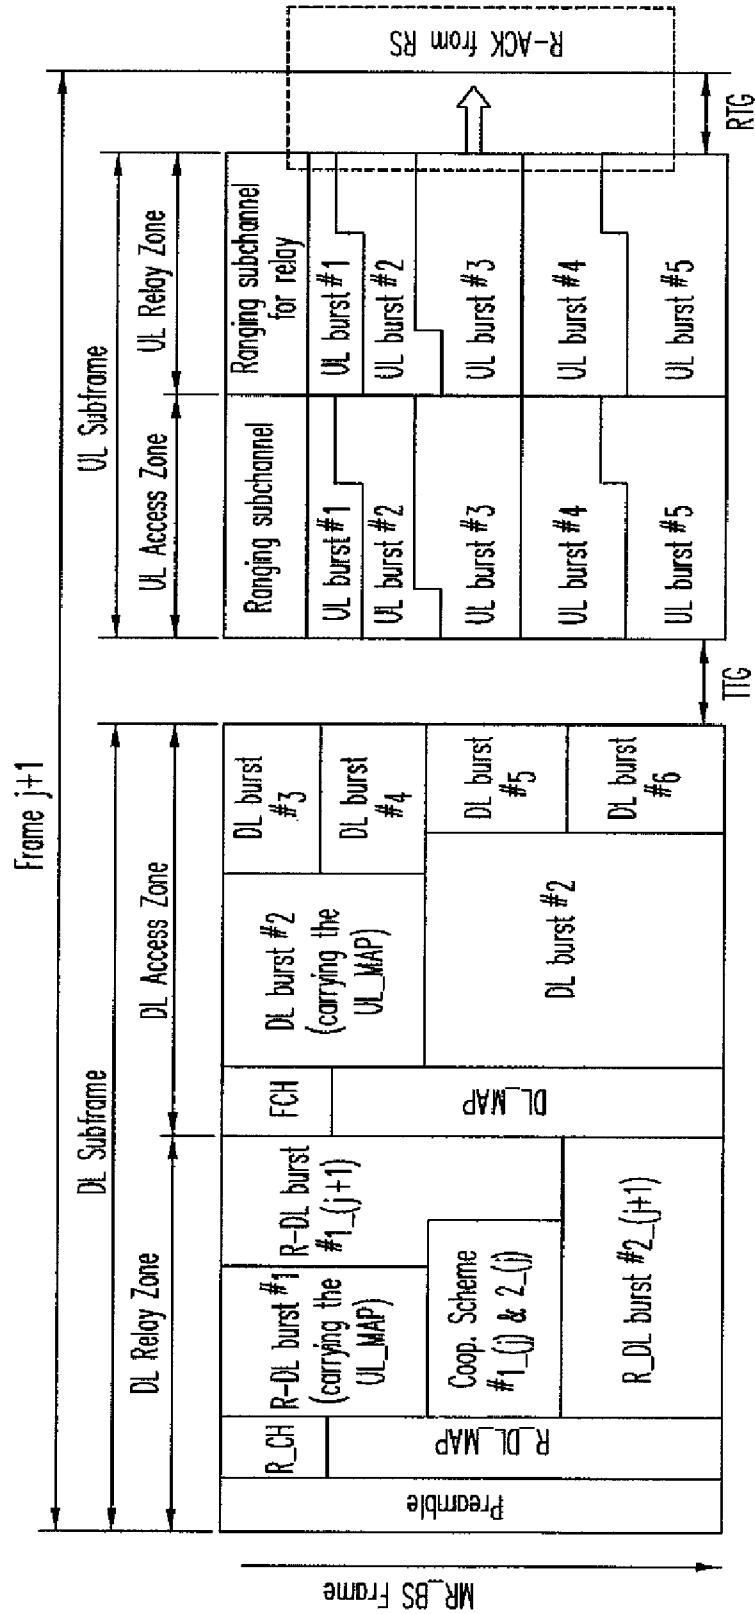 Frame j+1
DL Subframe
UL Subframe
DL Relay Zone
DL Access Zone
UL Access Zone
UL Relay Zone
MR_BS Frame
Preamble
R_CH
R_DL_MAP
R-DL burst #1
(carrying the
UL_MAP)
R-DL burst
#1_(j+1)
Coop. Scheme
#1_(j) & 2_(j)
R_DL burst #2_(j+1)
FCH
DL_MAP
DL burst #2
(carrying the
UL_MAP)
DL burst
#3
DL burst
#4
DL burst #2
DL burst
#5
DL burst
#6
TTG
Ranging subchannel
UL burst #1
UL burst #2
UL burst #3
UL burst #4
UL burst #5
Ranging subchannel
for relay
UL burst #1
UL burst #2
UL burst #3
UL burst #4
UL burst #5
RTG
R-ACK from RS